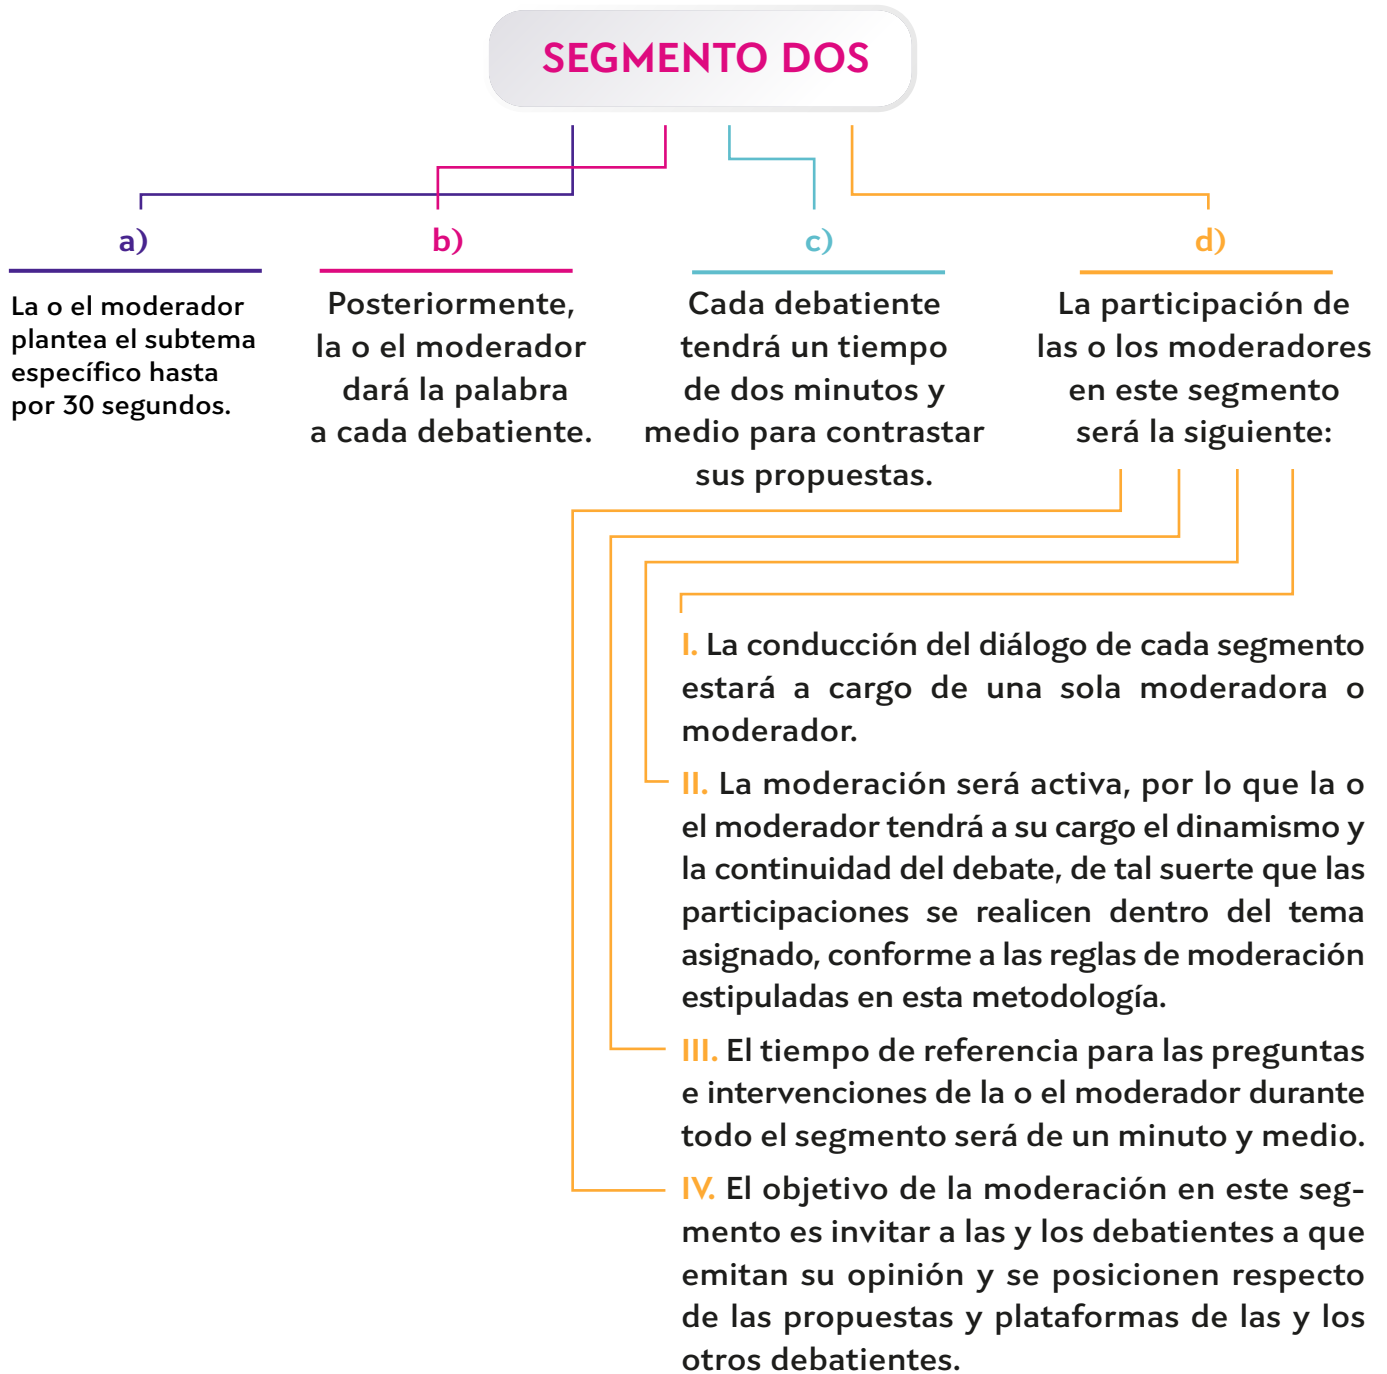 SEGMENTO DOS
a)
La o el moderador
plantea el subtema
específico hasta
por 30 segundos.
b)
Posteriormente,
la o el moderador
dará la palabra
a cada debatiente.
c)
Cada debatiente
tendrá un tiempo
de dos minutos y
medio para contrastar
sus propuestas.
d)
La participación de
las o los moderadores
en este segmento
será la siguiente:
I. La conducción del diálogo de cada segmento
estará a cargo de una sola moderadora o
moderador.
II. La moderación será activa, por lo que la o
el moderador tendrá a su cargo el dinamismo y
la continuidad del debate, de tal suerte que las
participaciones se realicen dentro del tema
asignado, conforme a las reglas de moderación
estipuladas en esta metodología.
III. El tiempo de referencia para las preguntas
e intervenciones de la o el moderador durante
todo el segmento será de un minuto y medio.
IV. El objetivo de la moderación en este seg-
mento es invitar a las y los debatientes a que
emitan su opinión y se posicionen respecto
de las propuestas y plataformas de las y los
otros debatientes.